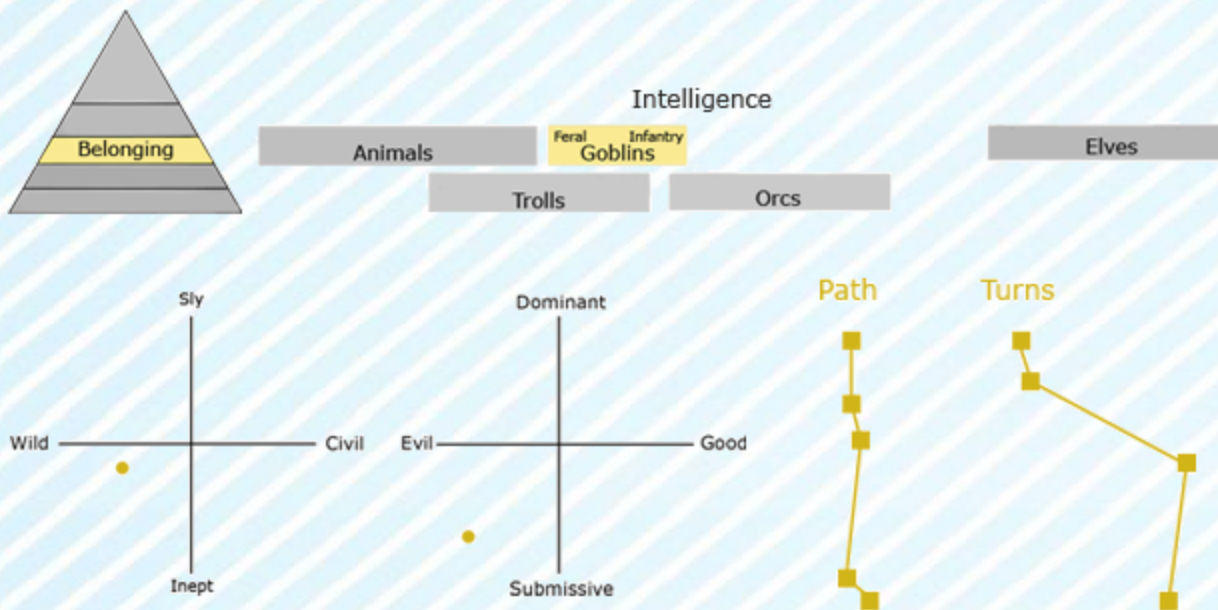 Intelligence
Belonging
Animals
Feral Infantry
Goblins
Elves
Trolls
Orcs
Path
Turns
Sly
Wild
Civil
Inept
Dominant
Evil
Good
Submissive